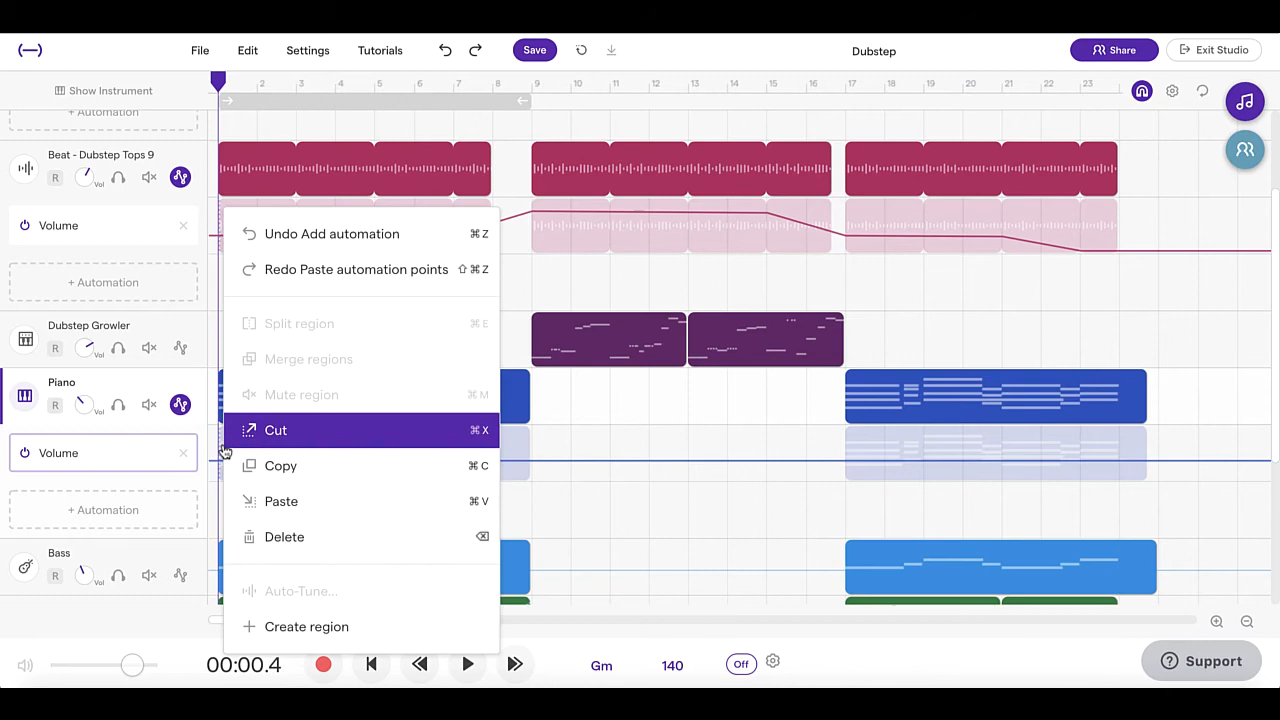 File Edit Settings Tutorials Save Dubstep Share Exit Studio
Show Instrument
2 3 4 5 6 7 8 9 10 11 12 13 14 15 16 17 18 19 20 21 22 23
+ Automation
Beat - Dubstep Tops 9
R Vol
Volume
+ Automation
Dubstep Growler
R Vol
Piano
R Vol
Volume
+ Automation
Bass
R Vol
Undo Add automation ⌘Z
Redo Paste automation points ⇧⌘Z
Split region ⌘E
Merge regions
Mute region ⌘M
Cut ⌘X
Copy ⌘C
Paste ⌘V
Delete ⌫
Auto-Tune...
Create region
00:00.4 Gm 140 Off
Support